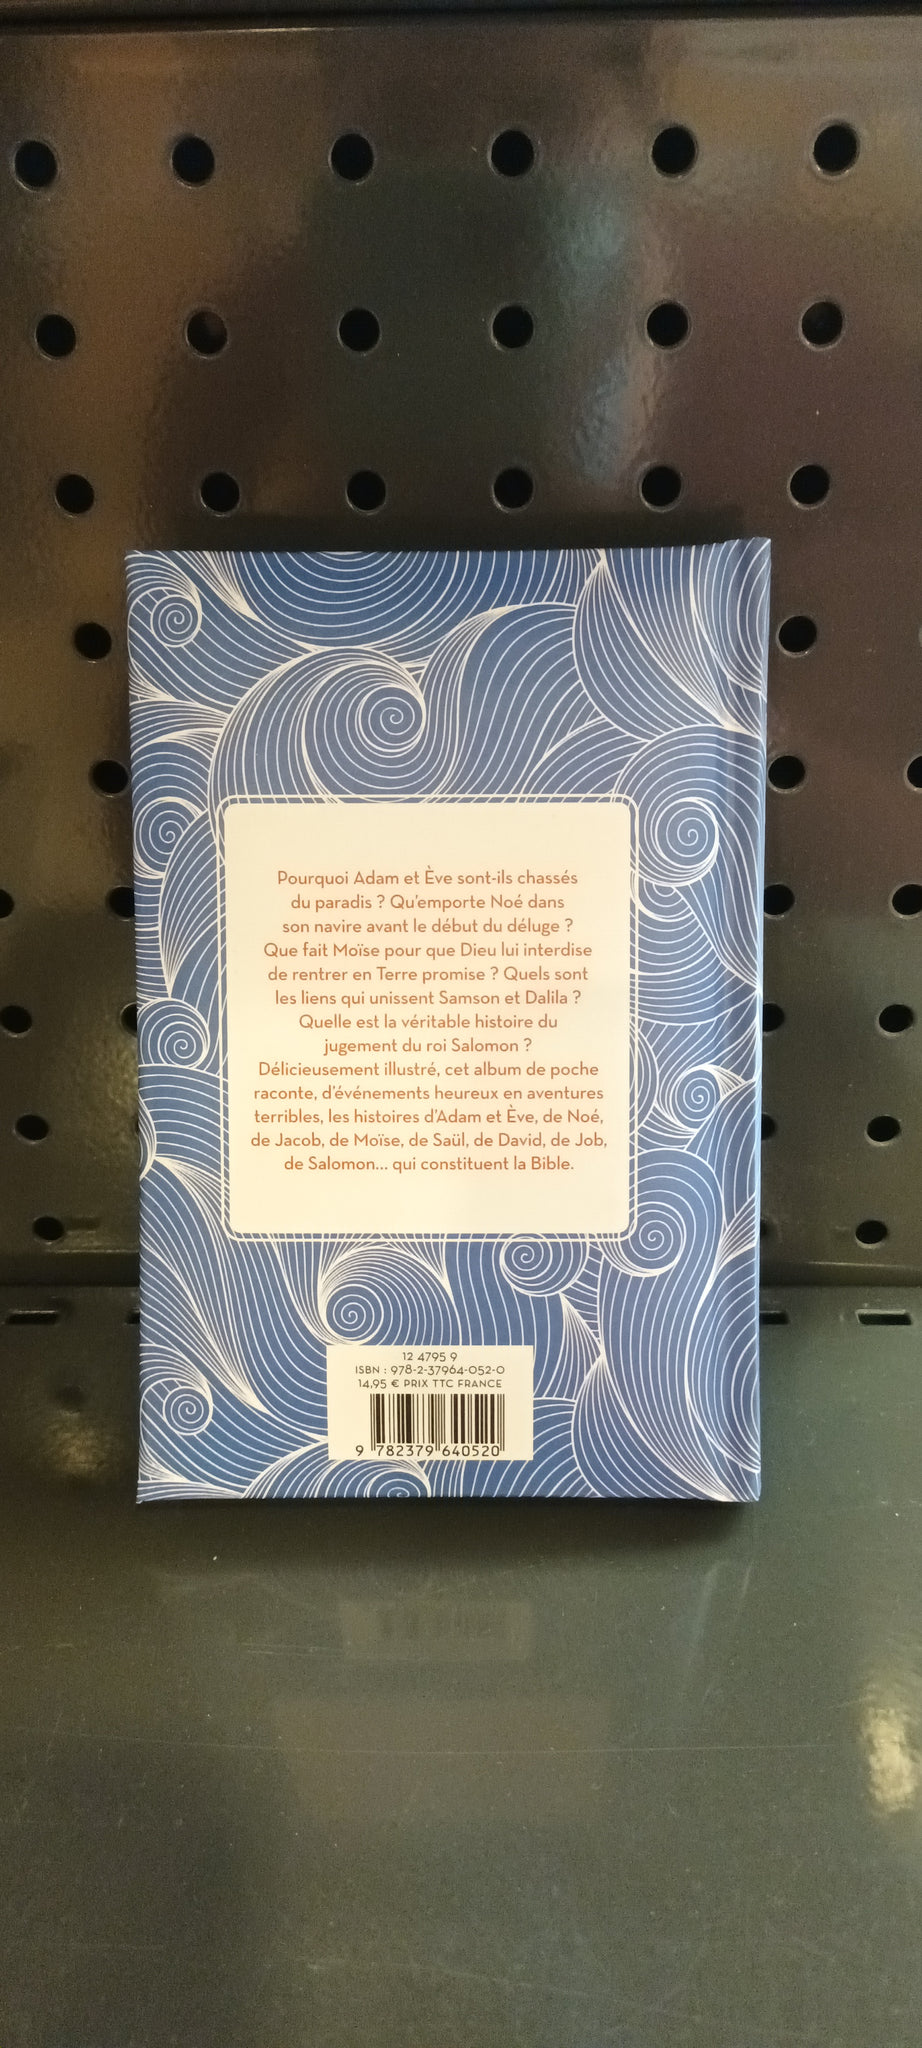 Pourquoi Adam et Ève sont-ils chassés
du paradis ? Qu'emporte Noé dans
son navire avant le début du déluge ?
Que fait Moïse pour que Dieu lui interdise
de rentrer en Terre promise ? Quels sont
les liens qui unissent Samson et Dalila ?
Quelle est la véritable histoire du
jugement du roi Salomon ?
Délicieusement illustré, cet album de poche
raconte, d'événements heureux en aventures
terribles, les histoires d'Adam et Ève, de Noé,
de Jacob, de Moïse, de Saül, de David, de Job,
de Salomon... qui constituent la Bible.
12 4795 9
ISBN : 978-2-37964-052-0
14,95 € PRIX TTC FRANCE
9 782379 640520